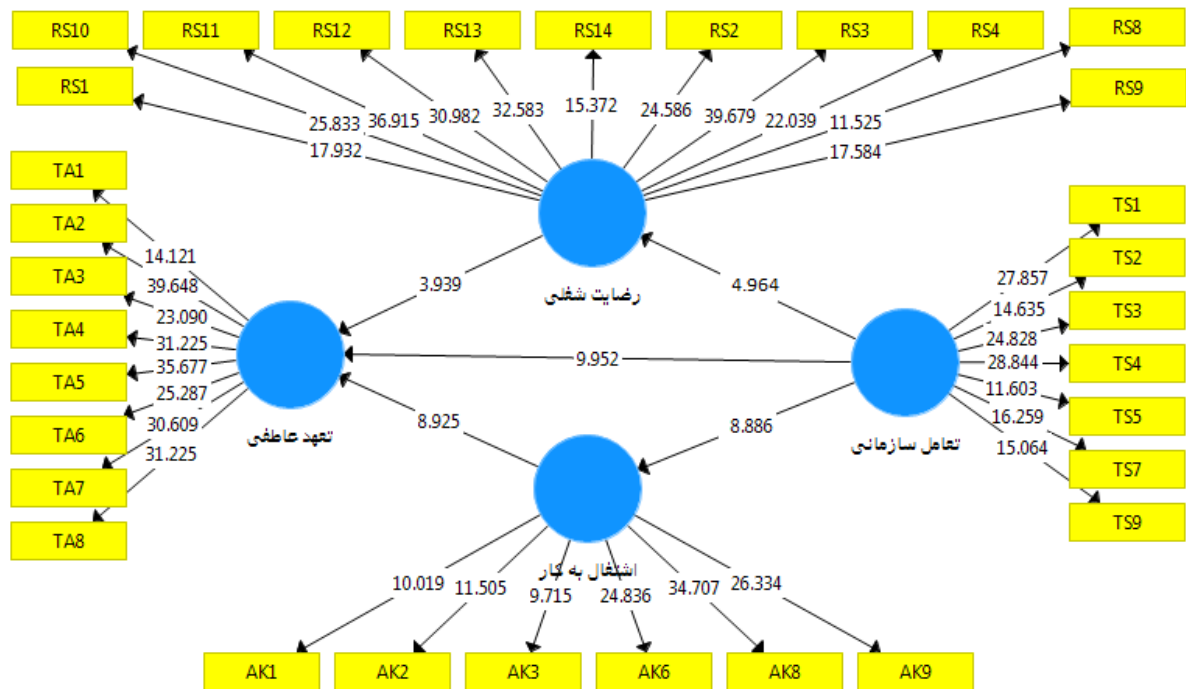 RS10
RS11
RS12
RS13
RS14
RS2
RS3
RS4
RS8
RS1
RS9
25.833
36.915
30.982
32.583
15.372
24.586
39.679
22.039
11.525
17.932
17.584
TA1
TA2
TA3
TA4
TA5
TA6
TA7
TA8
14.121
39.648
23.090
31.225
35.677
25.287
30.609
31.225
TS1
TS2
TS3
TS4
TS5
TS7
TS9
27.857
14.635
24.828
28.844
11.603
16.259
15.064
رضایت شغلی
3.939
4.964
9.952
تعهد عاطفی
تعامل سازمانی
8.925
8.886
اشتغال به کار
10.019
11.505
9.715
24.836
34.707
26.334
AK1
AK2
AK3
AK6
AK8
AK9